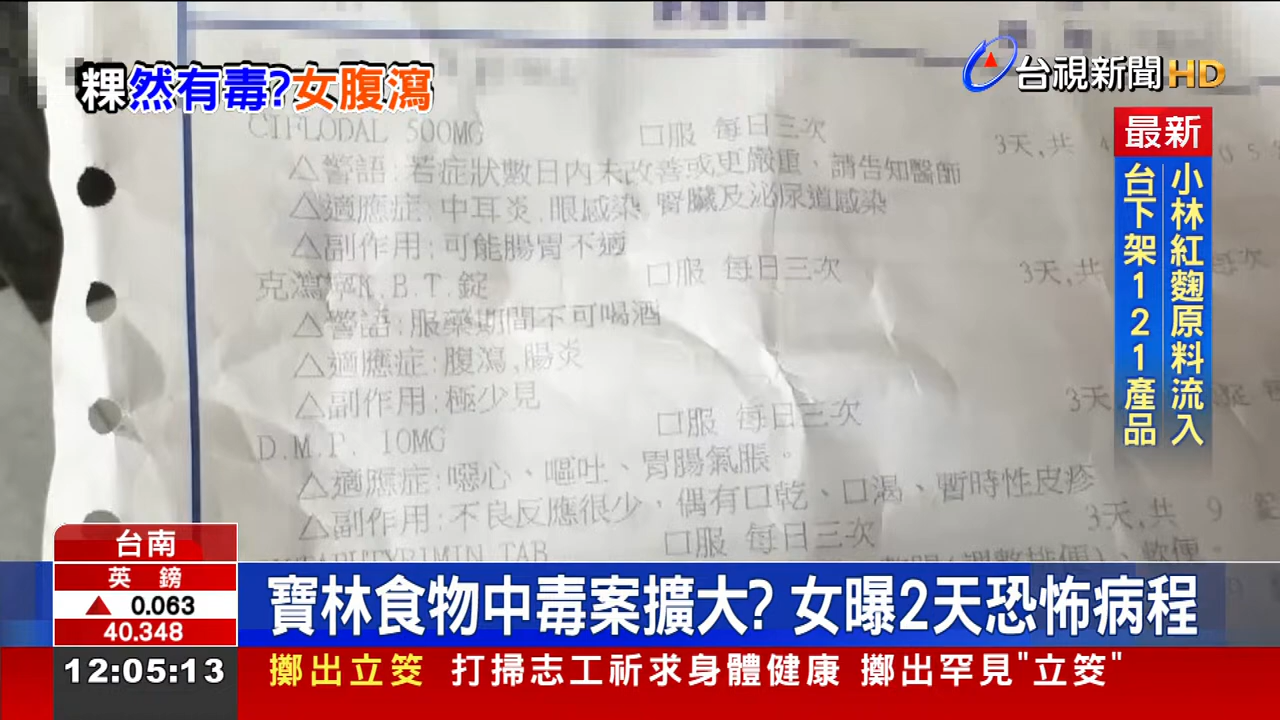 粿然有毒?女腹瀉
台視新聞HD
最新
小林紅麴原料流入
台下架121產品
CIFLODAL 500MG 口服 每日三次 3天,共
△警語:若症狀數日內未改善或更嚴重、請告知醫師
△適應症:中耳炎,眼感染,腎臟及泌尿道感染
△副作用:可能腸胃不適
克瀉寧K.B.T.錠 口服 每日三次 3天,共 每次
△警語:服藥期間不可喝酒
△適應症:腹瀉,腸炎
△副作用:極少見
D.M.P. 10MG 口服 每日三次 3天
△適應症:噁心、嘔吐、胃腸氣脹。
△副作用:不良反應很少,偶有口乾、口渴、暫時性皮疹
TAB 口服 每日三次 3天,共 9
台南
英鎊
▲ 0.063
40.348
12:05:13
寶林食物中毒案擴大? 女曝2天恐怖病程
擲出立筊 打掃志工祈求身體健康 擲出罕見"立筊"